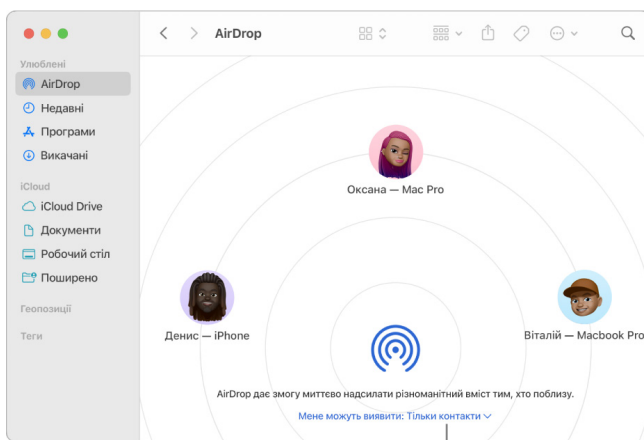 AirDrop
Улюблені
AirDrop
Недавні
Програми
Викачані
iCloud
iCloud Drive
Документи
Робочий стіл
Поширено
Геопозиції
Теги
Оксана — Mac Pro
Денис — iPhone
Віталій — Macbook Pro
AirDrop дає змогу миттєво надсилати різноманітний вміст тим, хто поблизу.
Мене можуть виявити: Тільки контакти